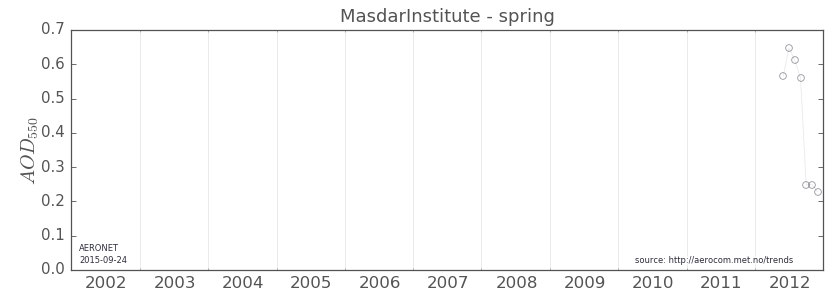 MasdarInstitute - spring
0.7
0.6
0.5
0.4
0.3
0.2
0.1
0.0
AOD550
AERONET
2015-09-24
source: http://aerocom.met.no/trends
2002 2003 2004 2005 2006 2007 2008 2009 2010 2011 2012